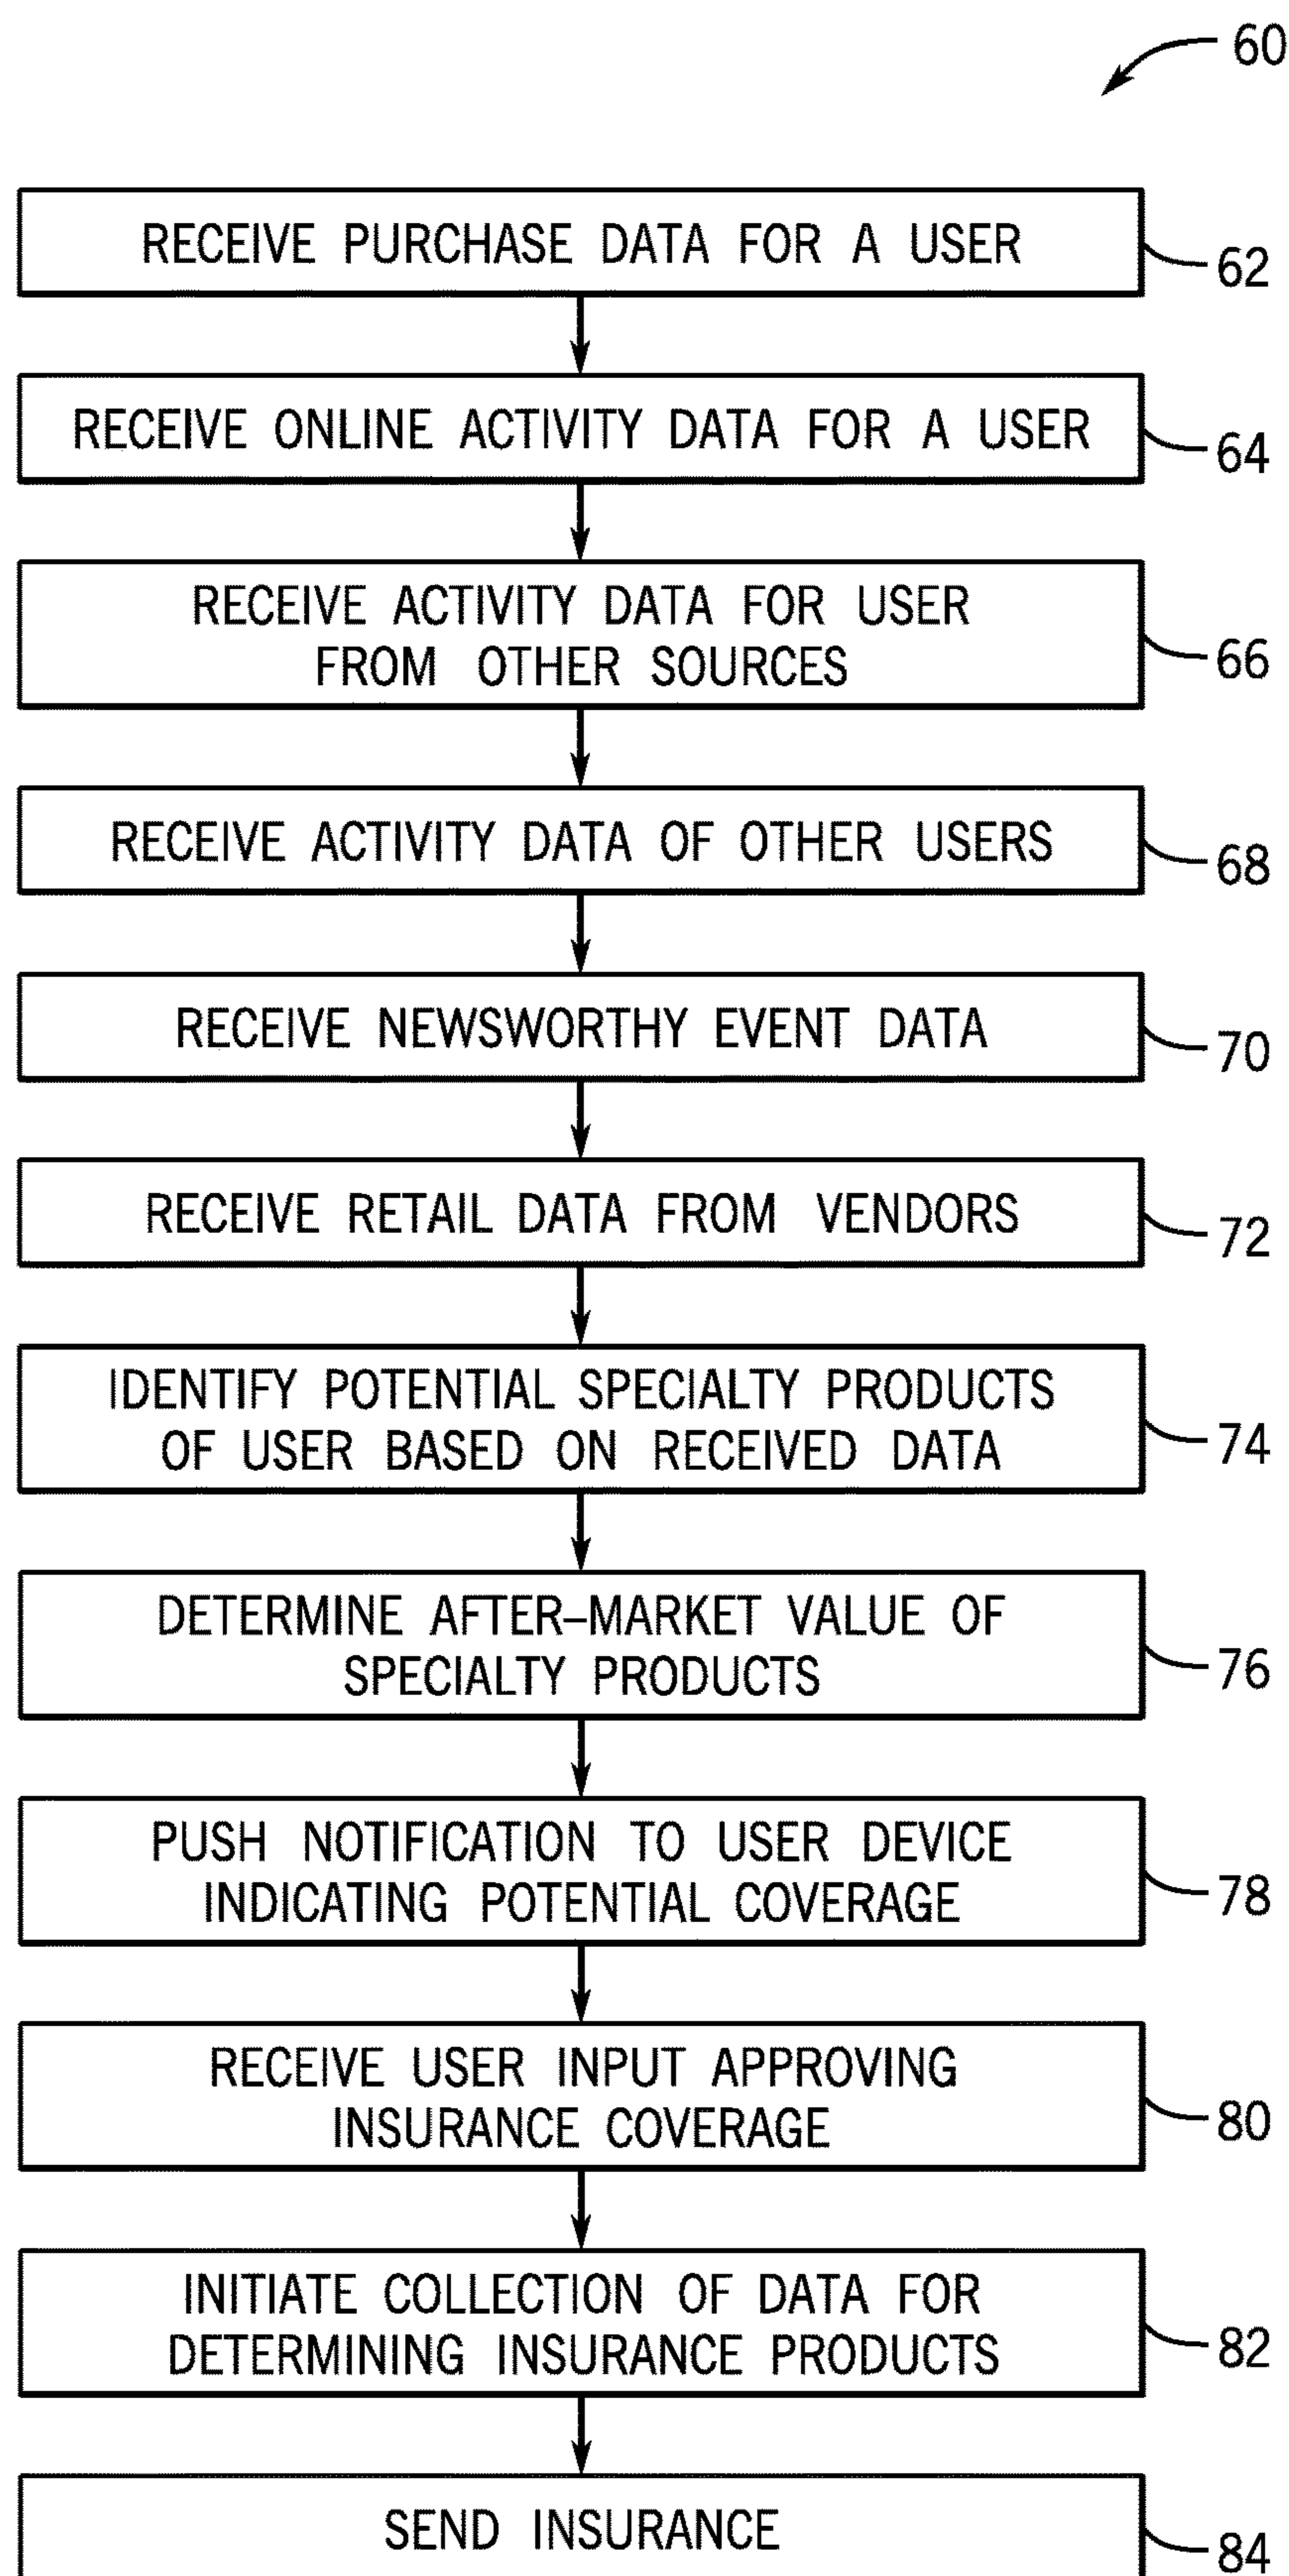 60
RECEIVE PURCHASE DATA FOR A USER
62
RECEIVE ONLINE ACTIVITY DATA FOR A USER
64
RECEIVE ACTIVITY DATA FOR USER
FROM OTHER SOURCES
66
RECEIVE ACTIVITY DATA OF OTHER USERS
68
RECEIVE NEWSWORTHY EVENT DATA
70
RECEIVE RETAIL DATA FROM VENDORS
72
IDENTIFY POTENTIAL SPECIALTY PRODUCTS
OF USER BASED ON RECEIVED DATA
74
DETERMINE AFTER–MARKET VALUE OF
SPECIALTY PRODUCTS
76
PUSH NOTIFICATION TO USER DEVICE
INDICATING POTENTIAL COVERAGE
78
RECEIVE USER INPUT APPROVING
INSURANCE COVERAGE
80
INITIATE COLLECTION OF DATA FOR
DETERMINING INSURANCE PRODUCTS
82
SEND INSURANCE
84